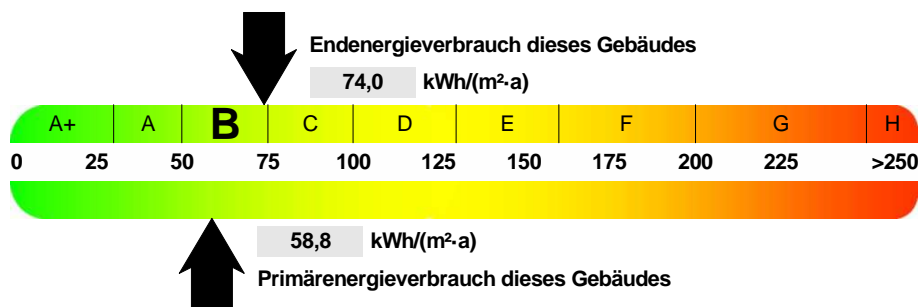 Endenergieverbrauch dieses Gebäudes
74,0 kWh/(m²·a)
A+ A B C D E F G H
0 25 50 75 100 125 150 175 200 225 >250
58,8 kWh/(m²·a)
Primärenergieverbrauch dieses Gebäudes